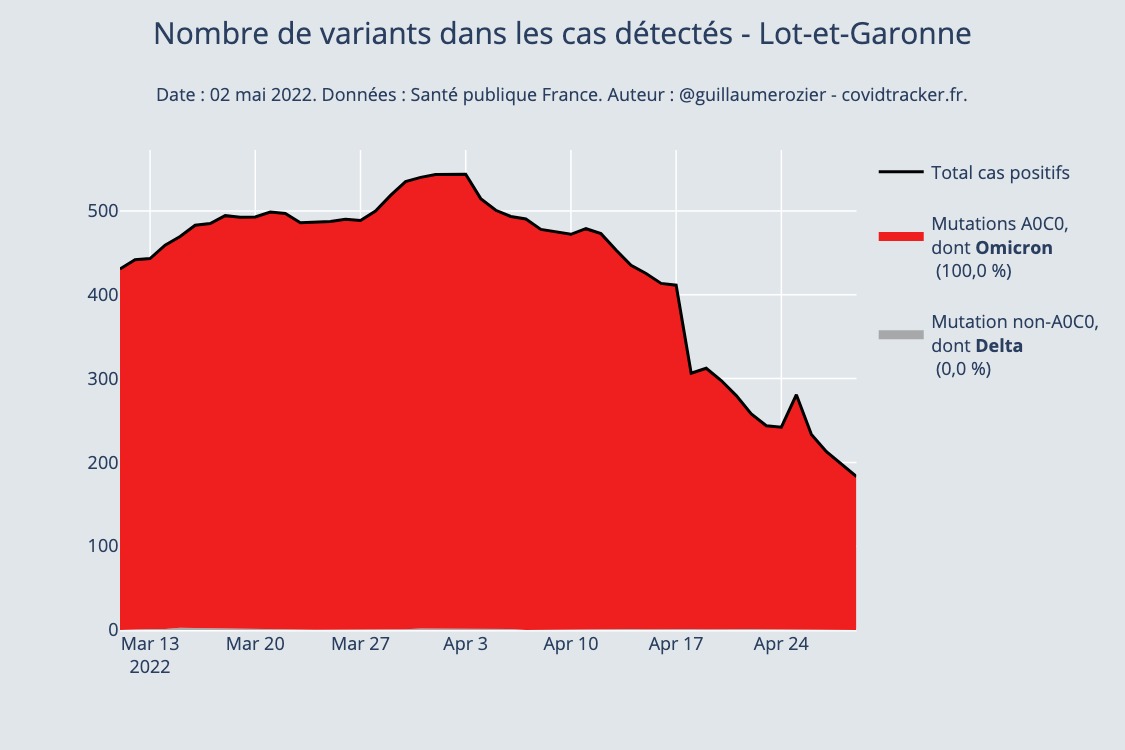 Nombre de variants dans les cas détectés - Lot-et-Garonne
Date : 02 mai 2022. Données : Santé publique France. Auteur : @guillaumerozier - covidtracker.fr.
Total cas positifs
Mutations A0C0,
dont Omicron
(100,0 %)
Mutation non-A0C0,
dont Delta
(0,0 %)
500
400
300
200
100
0
Mar 13
2022
Mar 20
Mar 27
Apr 3
Apr 10
Apr 17
Apr 24